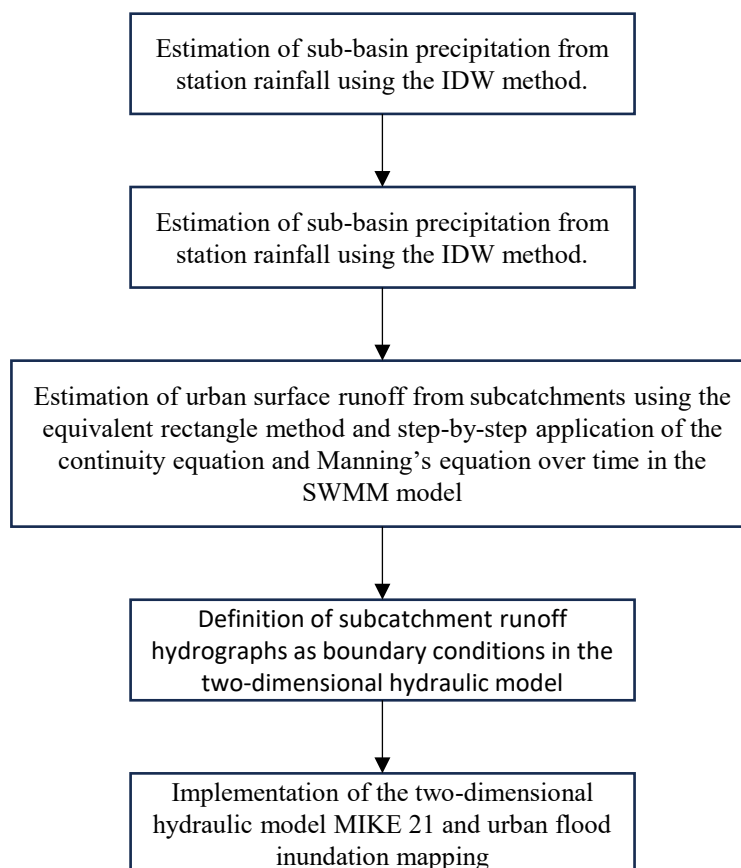 Estimation of sub-basin precipitation from
station rainfall using the IDW method.
Estimation of sub-basin precipitation from
station rainfall using the IDW method.
Estimation of urban surface runoff from subcatchments using the
equivalent rectangle method and step-by-step application of the
continuity equation and Manning’s equation over time in the
SWMM model
Definition of subcatchment runoff
hydrographs as boundary conditions in the
two-dimensional hydraulic model
Implementation of the two-dimensional
hydraulic model MIKE 21 and urban flood
inundation mapping